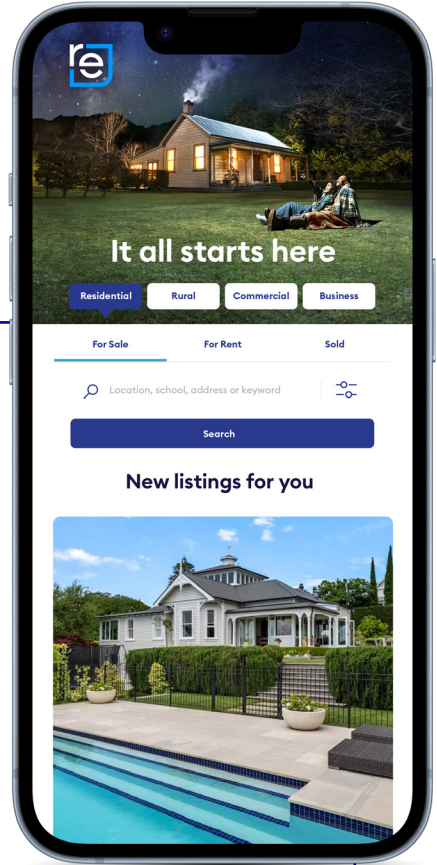 re
It all starts here
Residential Rural Commercial Business
For Sale For Rent Sold
Location, school, address or keyword
Search
New listings for you